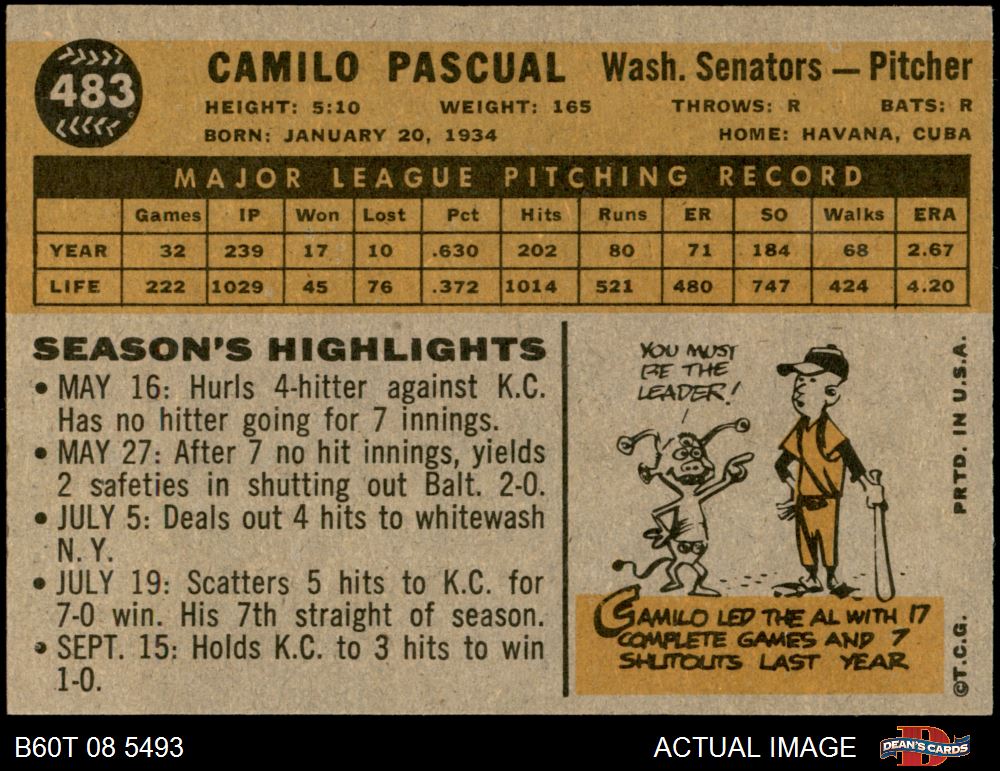 483
CAMILO PASCUAL Wash. Senators — Pitcher
HEIGHT: 5:10 WEIGHT: 165 THROWS: R BATS: R
BORN: JANUARY 20, 1934 HOME: HAVANA, CUBA
MAJOR LEAGUE PITCHING RECORD
Games IP Won Lost Pct Hits Runs ER SO Walks ERA
YEAR 32 239 17 10 .630 202 80 71 184 68 2.67
LIFE 222 1029 45 76 .372 1014 521 480 747 424 4.20
SEASON'S HIGHLIGHTS
• MAY 16: Hurls 4-hitter against K.C.
Has no hitter going for 7 innings.
• MAY 27: After 7 no hit innings, yields
2 safeties in shutting out Balt. 2-0.
• JULY 5: Deals out 4 hits to whitewash
N. Y.
• JULY 19: Scatters 5 hits to K.C. for
7-0 win. His 7th straight of season.
• SEPT. 15: Holds K.C. to 3 hits to win
1-0.
YOU MUST
BE THE
LEADER!
CAMILO LED THE AL WITH 17
COMPLETE GAMES AND 7
SHUTOUTS LAST YEAR
©T.C.G. PRTD. IN U.S.A.
B60T 08 5493 ACTUAL IMAGE DEAN'S CARDS